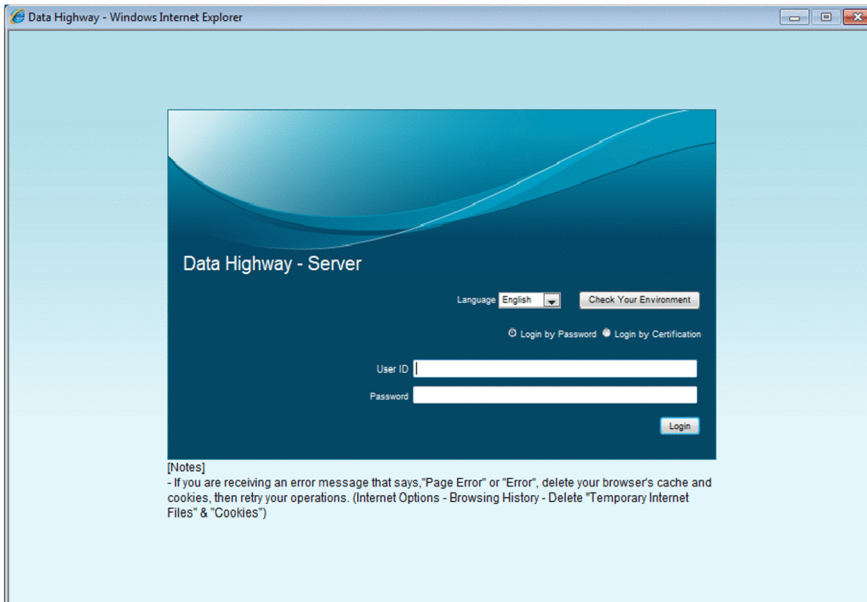 Data Highway - Windows Internet Explorer
Data Highway - Server
Language English Check Your Environment
Login by Password Login by Certification
User ID
Password
Login
[Notes]
- If you are receiving an error message that says,"Page Error" or "Error", delete your browser's cache and
cookies, then retry your operations. (Internet Options - Browsing History - Delete "Temporary Internet
Files" & "Cookies")